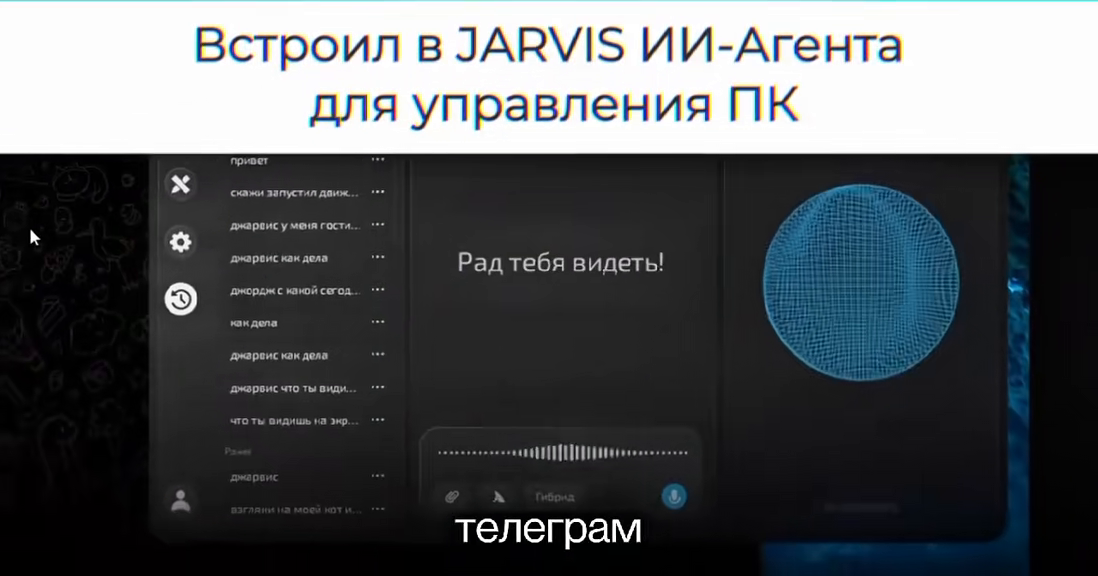 Встроил в JARVIS ИИ-Агента
для управления ПК
привет
скажи запустил движ...
джарвис у меня гости...
джарвис как дела
джордж с какой сегод...
как дела
джарвис как дела
джарвис что ты види...
что ты видишь на экр...
Ранее
джарвис
взгляни на мой кот и...
Рад тебя видеть!
Гибрид
телеграм